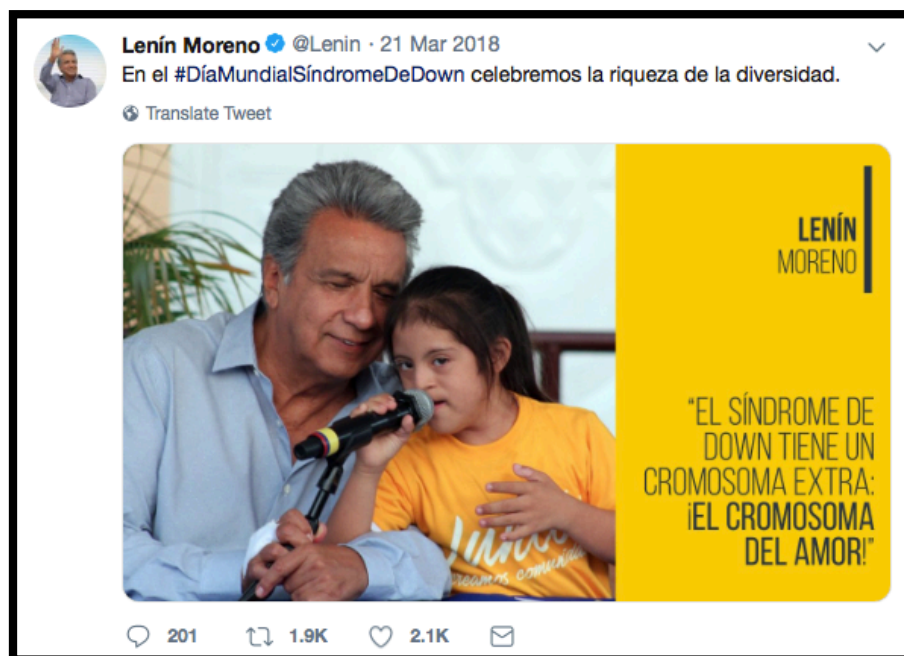 Lenín Moreno @Lenin · 21 Mar 2018
En el #DíaMundialSíndromeDeDown celebremos la riqueza de la diversidad.
Translate Tweet
LENÍN
MORENO
"EL SÍNDROME DE
DOWN TIENE UN
CROMOSOMA EXTRA:
¡EL CROMOSOMA
DEL AMOR!"
201 1.9K 2.1K